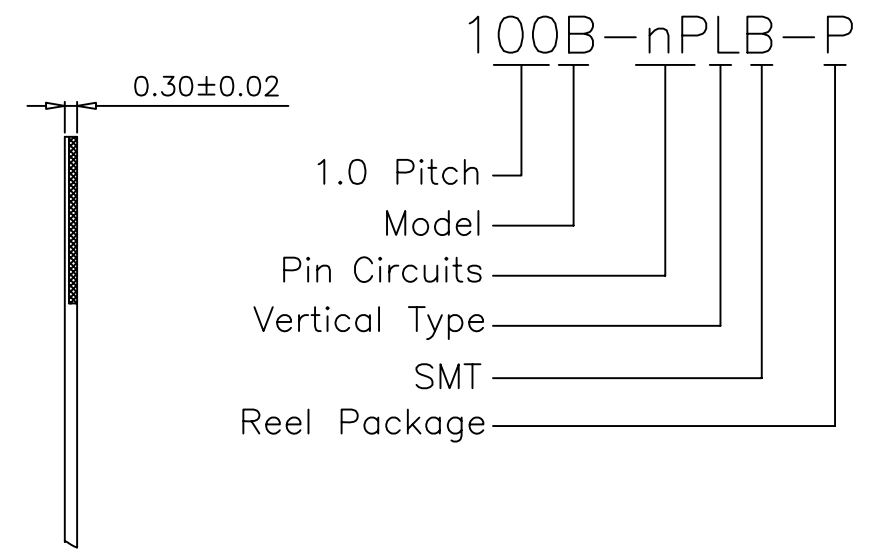 100B-nPLB-P
0.30±0.02
1.0 Pitch
Model
Pin Circuits
Vertical Type
SMT
Reel Package